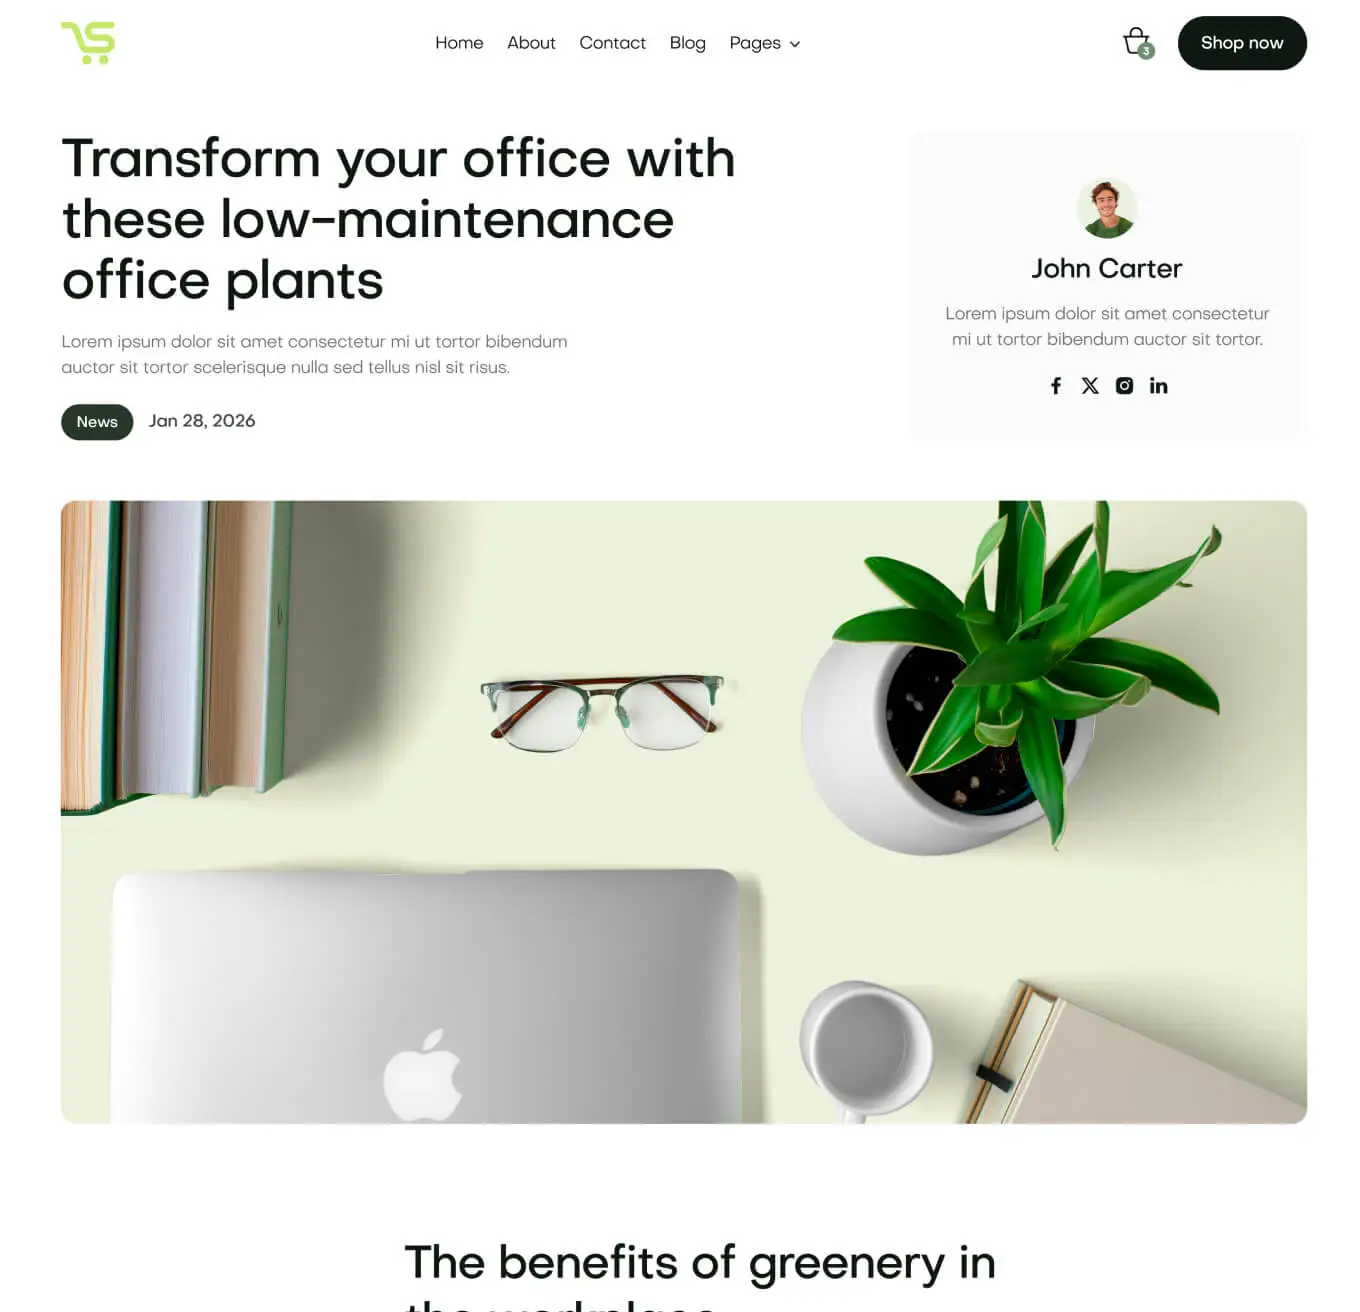 Home About Contact Blog Pages
3
Shop now
Transform your office with
these low-maintenance
office plants
Lorem ipsum dolor sit amet consectetur mi ut tortor bibendum
auctor sit tortor scelerisque nulla sed tellus nisl sit risus.
News Jan 28, 2026
John Carter
Lorem ipsum dolor sit amet consectetur
mi ut tortor bibendum auctor sit tortor.
The benefits of greenery in
the workplace